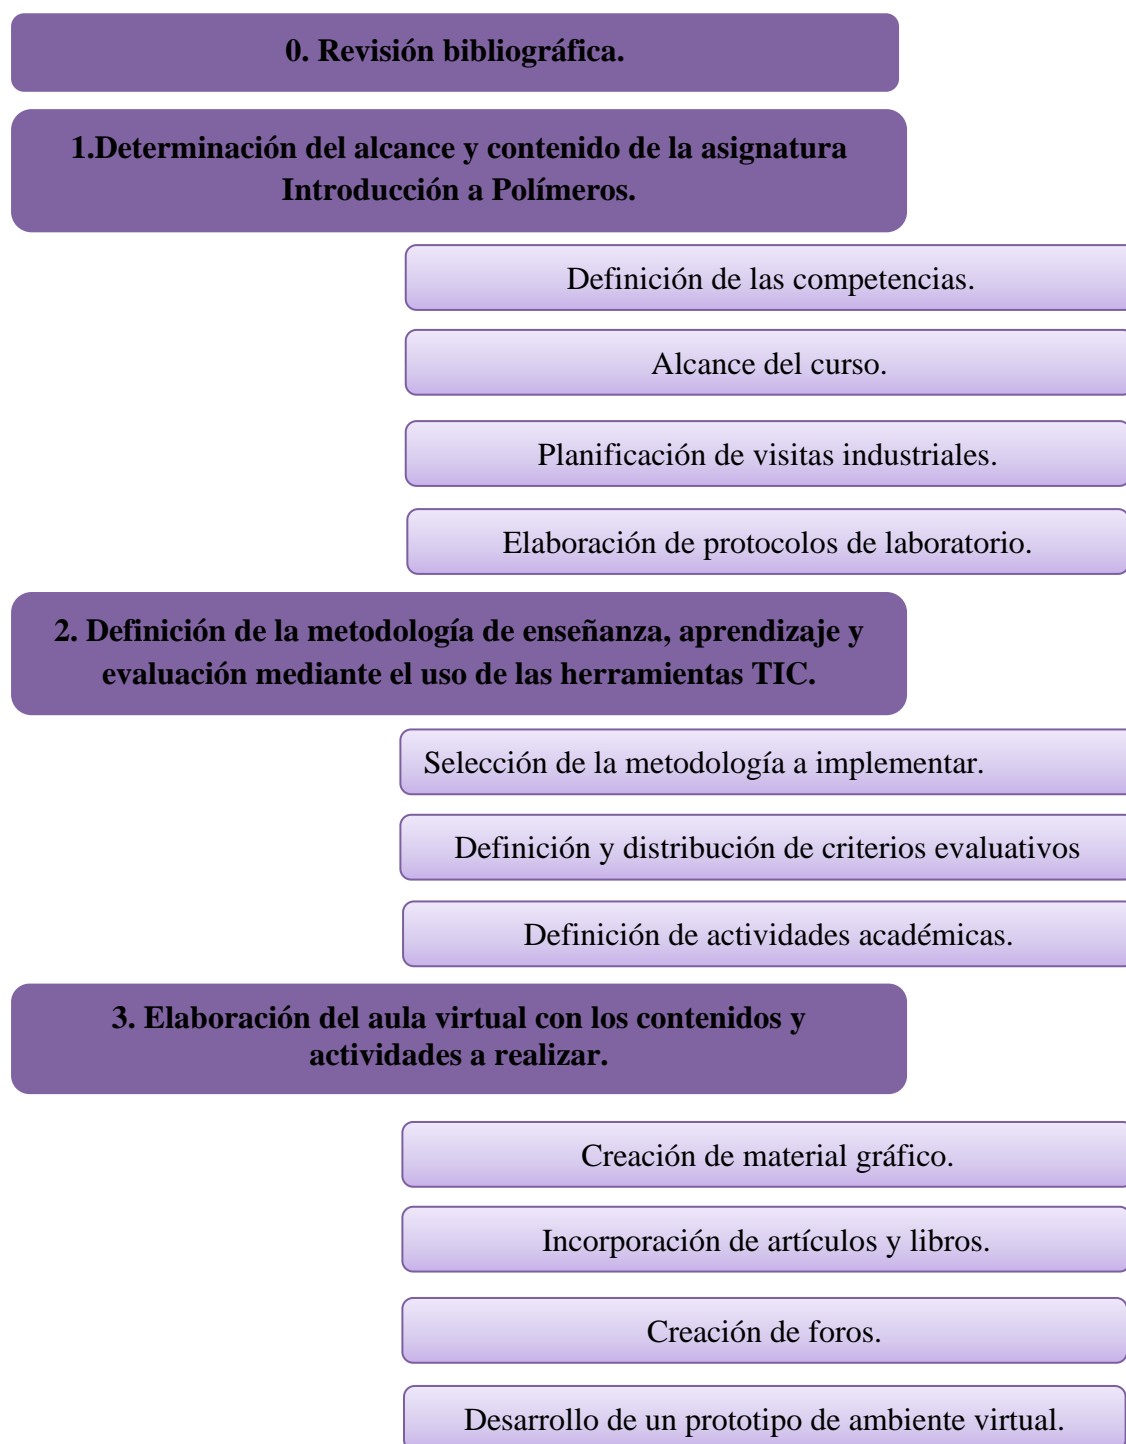 0. Revisión bibliográfica.
1.Determinación del alcance y contenido de la asignatura
Introducción a Polímeros.
Definición de las competencias.
Alcance del curso.
Planificación de visitas industriales.
Elaboración de protocolos de laboratorio.
2. Definición de la metodología de enseñanza, aprendizaje y
evaluación mediante el uso de las herramientas TIC.
Selección de la metodología a implementar.
Definición y distribución de criterios evaluativos
Definición de actividades académicas.
3. Elaboración del aula virtual con los contenidos y
actividades a realizar.
Creación de material gráfico.
Incorporación de artículos y libros.
Creación de foros.
Desarrollo de un prototipo de ambiente virtual.